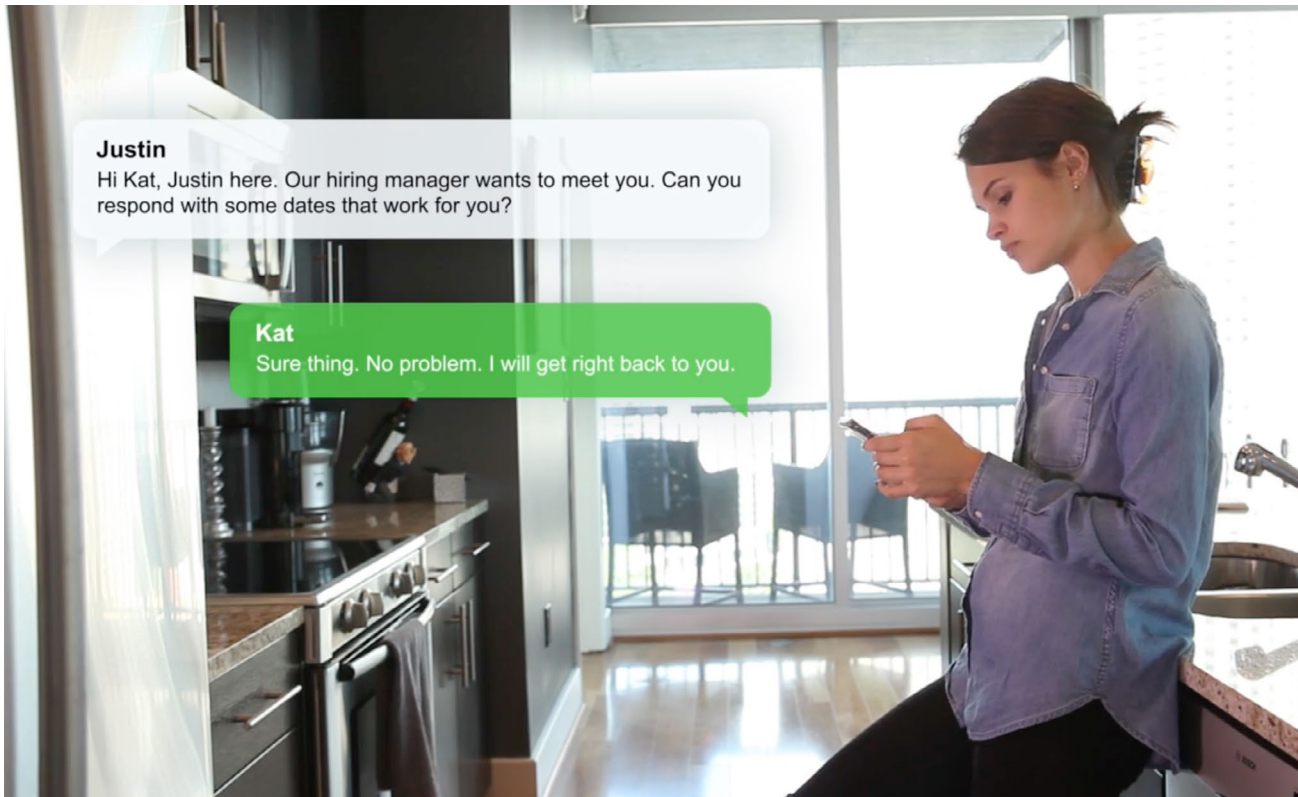 Justin
Hi Kat, Justin here. Our hiring manager wants to meet you. Can you
respond with some dates that work for you?
Kat
Sure thing. No problem. I will get right back to you.
BOSCH